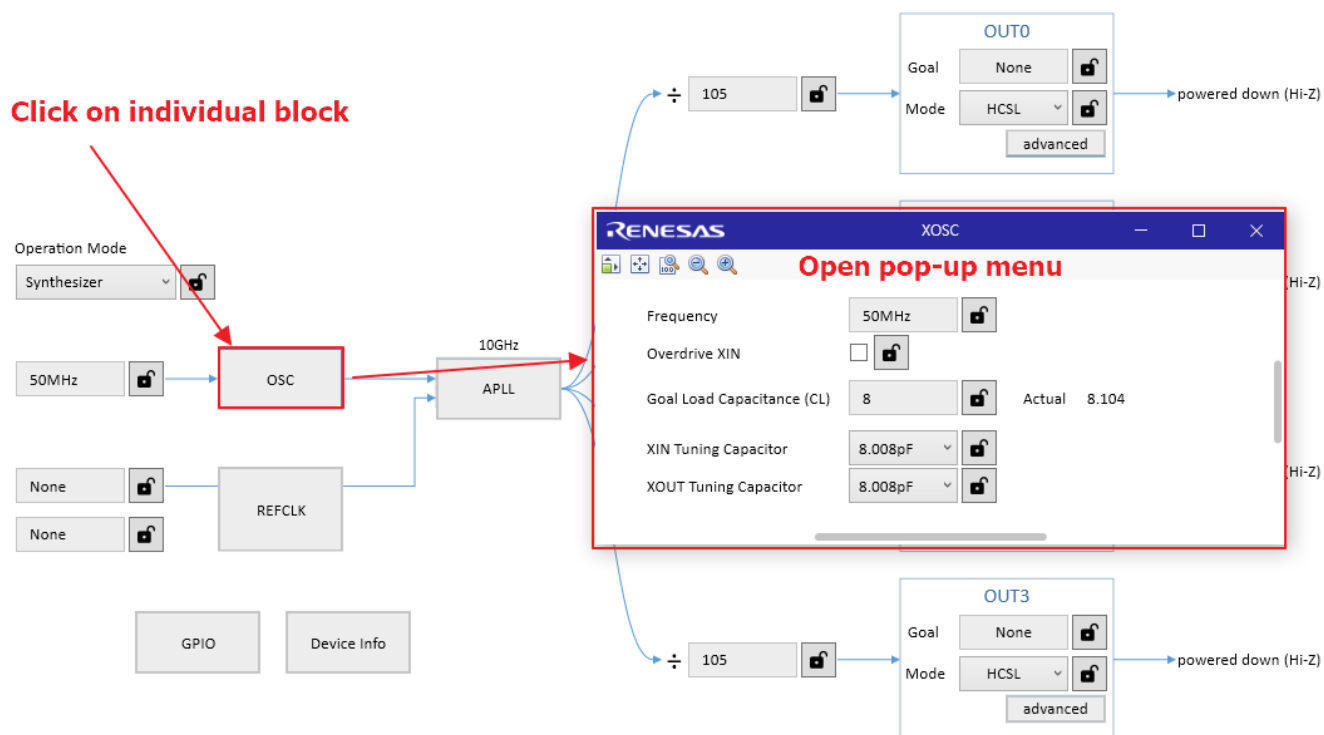 OUT0
Goal None
÷ 105
powered down (Hi-Z)
Mode HCSL
advanced
Click on individual block
RENESAS XOSC
Open pop-up menu
Operation Mode
Synthesizer
(Hi-Z)
Frequency 50MHz
Overdrive XIN
10GHz
50MHz
OSC
APLL
Goal Load Capacitance (CL) 8 Actual 8.104
XIN Tuning Capacitor 8.008pF
XOUT Tuning Capacitor 8.008pF
(Hi-Z)
None
REFCLK
None
OUT3
Goal None
GPIO
Device Info
÷ 105
powered down (Hi-Z)
Mode HCSL
advanced